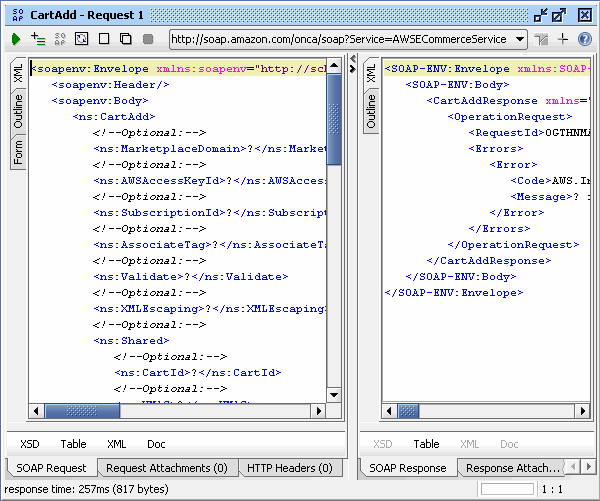 CartAdd - Request 1
SO AP
http://soap.amazon.com/onca/soap?Service=AWSECommerceService
XML
Outline
Form
<soapenv:Envelope xmlns:soapenv="http://sch
<soapenv:Header/>
<soapenv:Body>
<ns:CartAdd>
<!--Optional:-->
<ns:MarketplaceDomain>?</ns:Market
<!--Optional:-->
<ns:AWSAccessKeyId>?</ns:AWSAccess
<!--Optional:-->
<ns:SubscriptionId>?</ns:Subscript
<!--Optional:-->
<ns:AssociateTag>?</ns:AssociateTa
<!--Optional:-->
<ns:Validate>?</ns:Validate>
<!--Optional:-->
<ns:XMLEscaping>?</ns:XMLEscaping>
<!--Optional:-->
<ns:Shared>
<!--Optional:-->
<ns:CartId>?</ns:CartId>
<!--Optional:-->
XSD Table XML Doc
SOAP Request Request Attachments (0) HTTP Headers (0)
XML
Outline
<SOAP-ENV:Envelope xmlns:SOAP-
<SOAP-ENV:Body>
<CartAddResponse xmlns="
<OperationRequest>
<RequestId>0GTHNMA
<Errors>
<Error>
<Code>AWS.In
<Message>?
</Error>
</Errors>
</OperationRequest>
</CartAddResponse>
</SOAP-ENV:Body>
</SOAP-ENV:Envelope>
XSD Table XML Doc
SOAP Response Response Attach...
response time: 257ms (817 bytes)
1 : 1